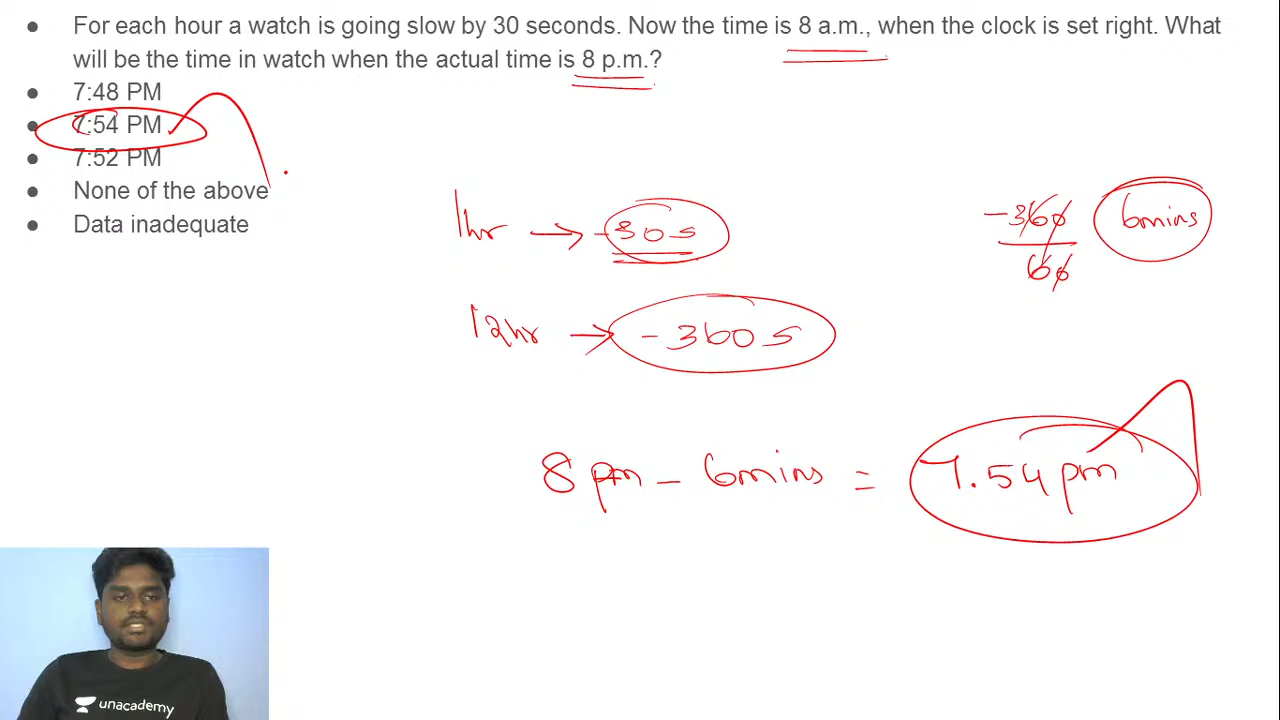 ● For each hour a watch is going slow by 30 seconds. Now the time is 8 a.m., when the clock is set right. What
will be the time in watch when the actual time is 8 p.m.?
● 7:48 PM
● 7:54 PM
● 7:52 PM
● None of the above
● Data inadequate
1hr → -30s
-360
60
6mins
12hr → -360s
8pm - 6mins = 7.54pm
unacademy